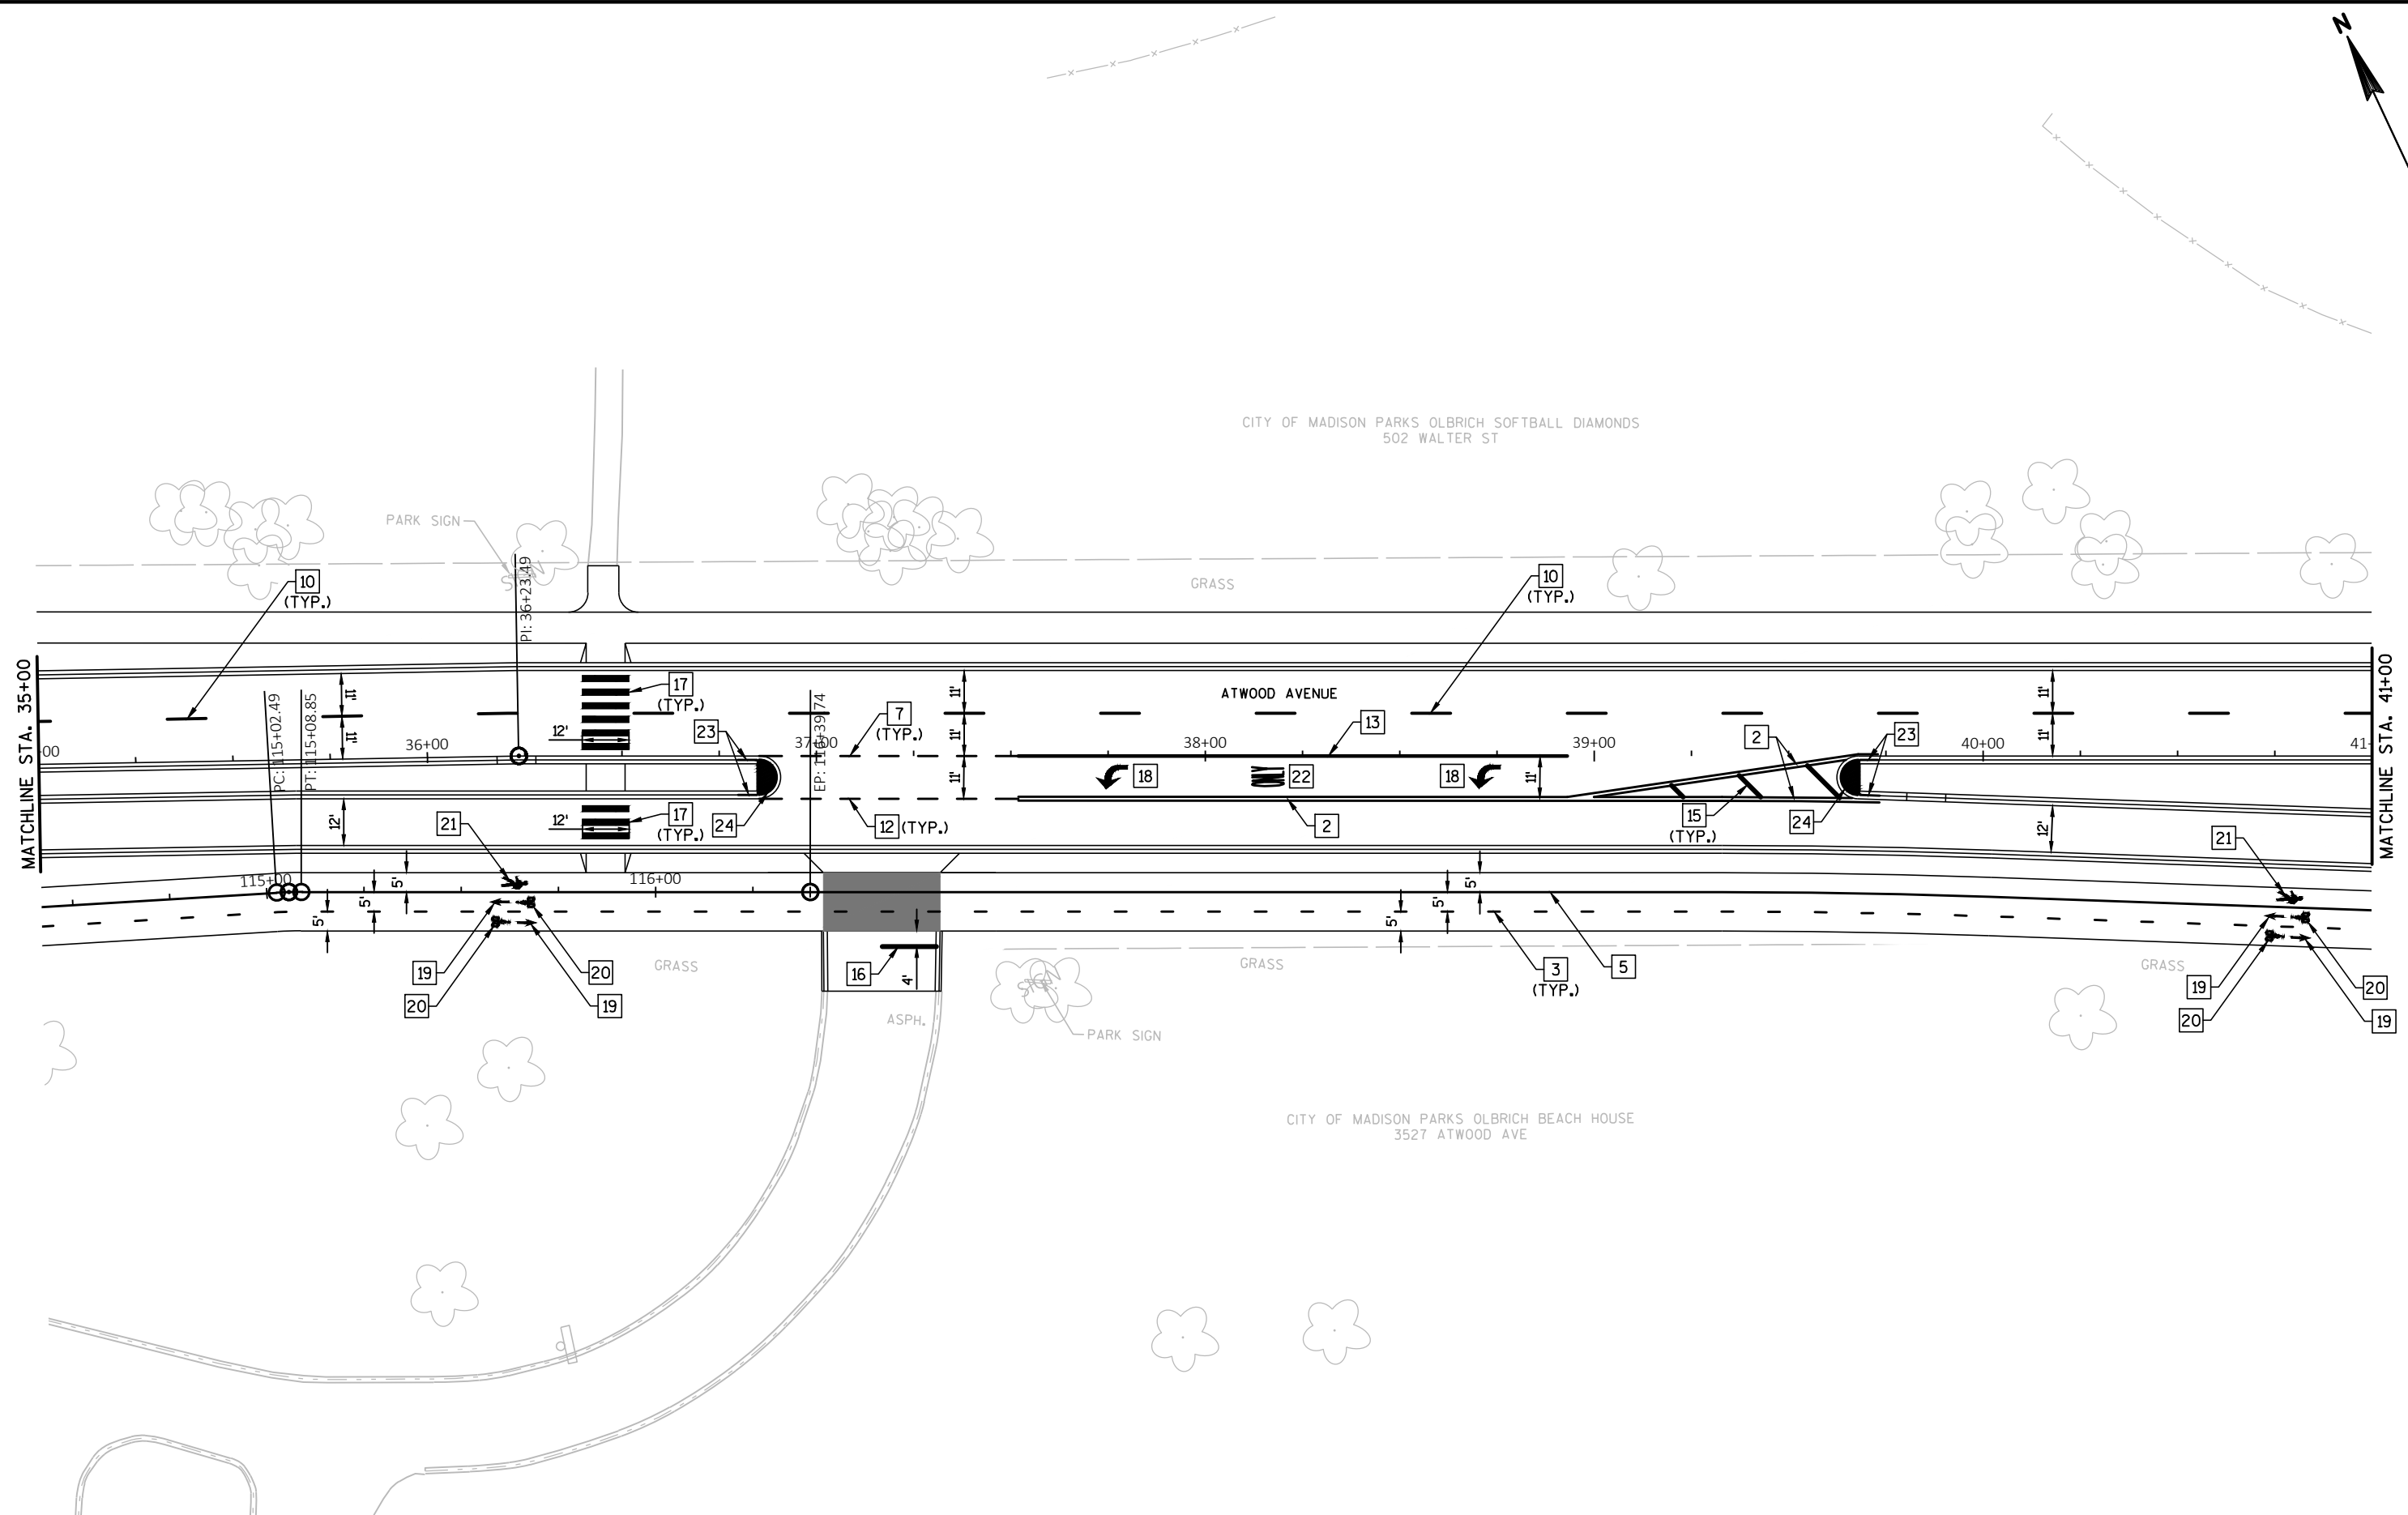 N
CITY OF MADISON PARKS OLBRICH SOFTBALL DIAMONDS
502 WALTER ST
PARK SIGN
SIGN
10
(TYP.)
PI: 36+23.49
GRASS
10
(TYP.)
MATCHLINE STA. 35+00
MATCHLINE STA. 41+00
PC: 115+02.49
PT: 115+08.85
EP: 116+39.74
11'
11'
17
(TYP.)
12'
23
7
(TYP.)
11'
11'
11'
ATWOOD AVENUE
13
2
23
11'
11'
00
36+00
37+00
38+00
39+00
40+00
41
18
22
18
11'
12'
21
12'
17
(TYP.)
24
12 (TYP.)
2
15
(TYP.)
24
12'
21
115+00
116+00
5'
5'
5'
5'
5'
5'
19
20
20
19
GRASS
16
4'
GRASS
SIGN
3
(TYP.)
5
GRASS
19
20
20
19
ASPH.
PARK SIGN
CITY OF MADISON PARKS OLBRICH BEACH HOUSE
3527 ATWOOD AVE